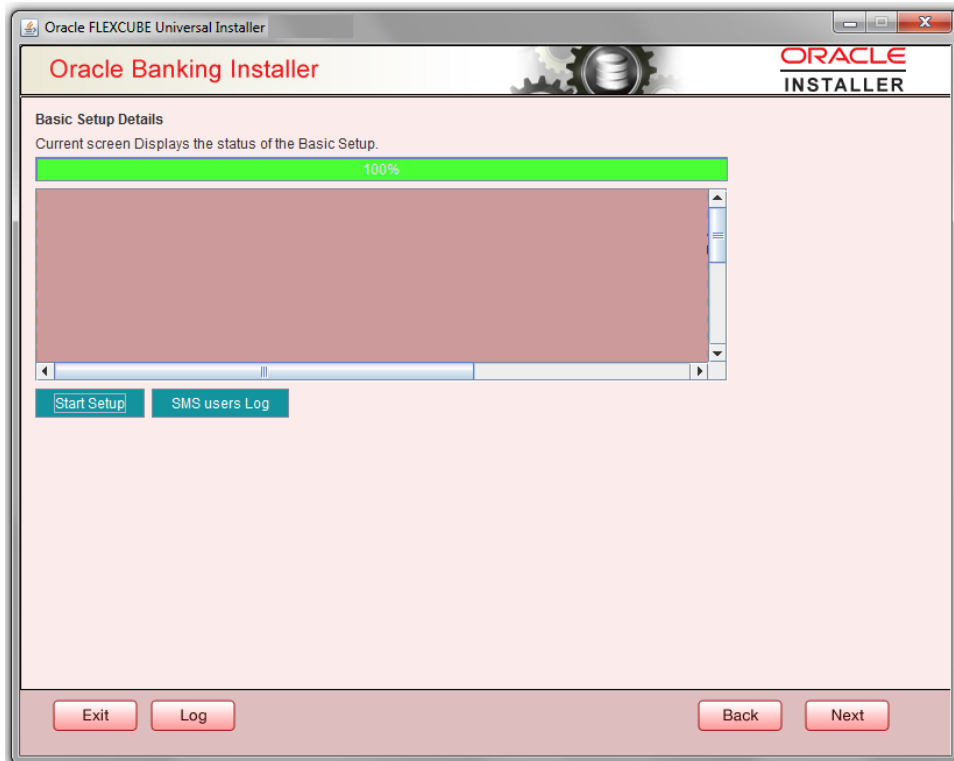 Oracle FLEXCUBE Universal Installer
Oracle Banking Installer
ORACLE
INSTALLER
Basic Setup Details
Current screen Displays the status of the Basic Setup.
100%
Start Setup
SMS users Log
Exit
Log
Back
Next